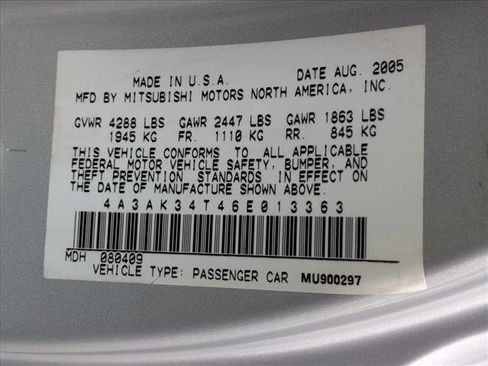 MADE IN U.S.A. DATE AUG. 2005
MFD BY MITSUBISHI MOTORS NORTH AMERICA, INC.
GVWR 4288 LBS GAWR 2447 LBS GAWR 1863 LBS
1945 KG FR. 1110 KG RR. 845 KG
THIS VEHICLE CONFORMS TO ALL APPLICABLE
FEDERAL MOTOR VEHICLE SAFETY, BUMPER, AND
THEFT PREVENTION STANDARDS IN EFFECT ON
THE DATE OF MANUFACTURE SHOWN ABOVE.
4A3AK34T46E013363
MDH 080409
VEHICLE TYPE: PASSENGER CAR MU900297